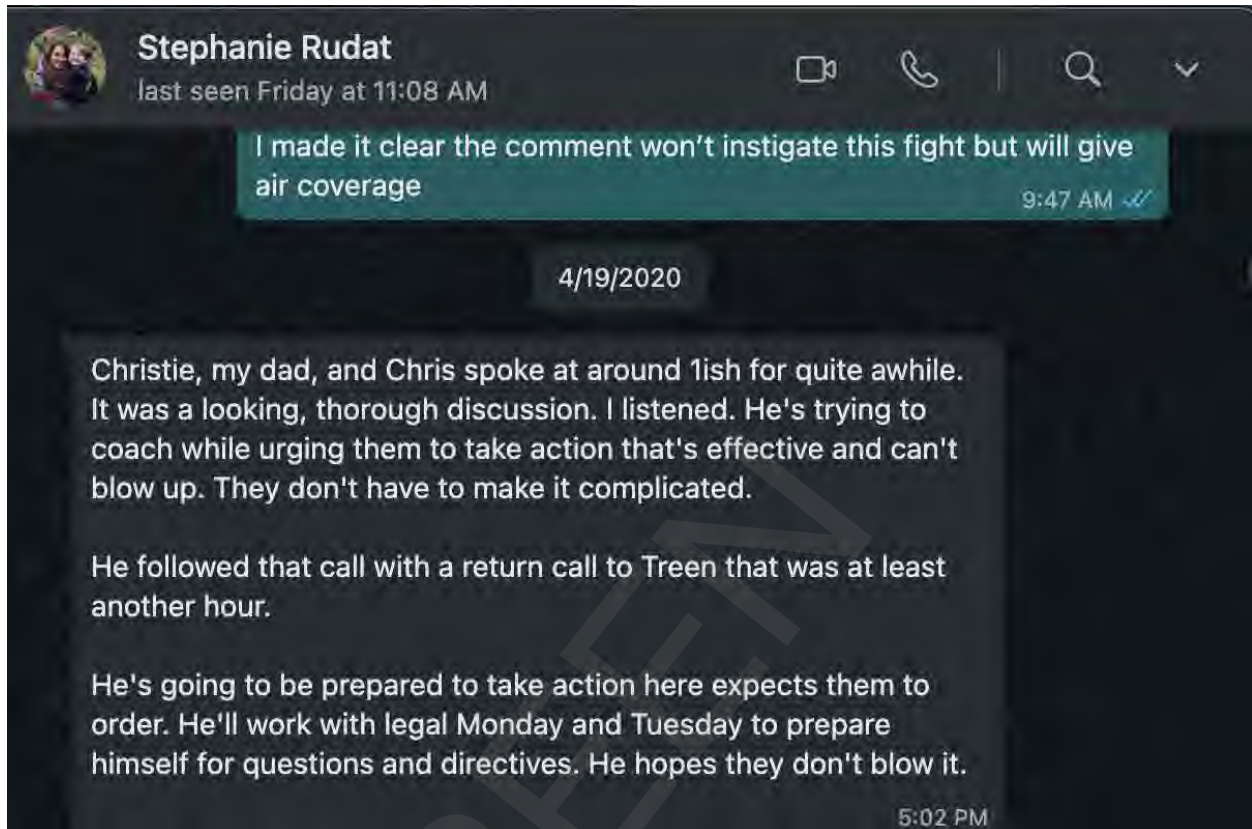 Stephanie Rudat
last seen Friday at 11:08 AM
I made it clear the comment won't instigate this fight but will give
air coverage
9:47 AM
4/19/2020
Christie, my dad, and Chris spoke at around 1ish for quite awhile.
It was a looking, thorough discussion. I listened. He's trying to
coach while urging them to take action that's effective and can't
blow up. They don't have to make it complicated.
He followed that call with a return call to Treen that was at least
another hour.
He's going to be prepared to take action here expects them to
order. He'll work with legal Monday and Tuesday to prepare
himself for questions and directives. He hopes they don't blow it.
5:02 PM